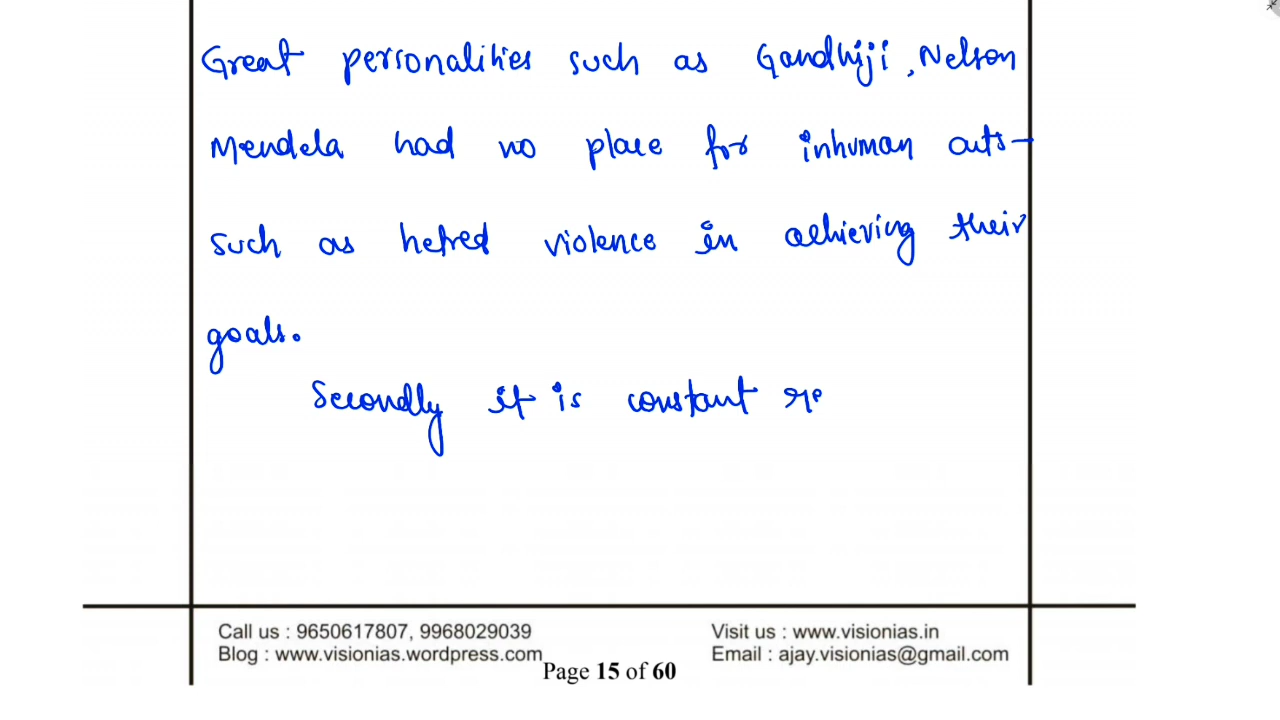 Great personalities such as Gandhiji, Nelson
Mendela had no place for inhuman acts-
such as hetred violence in achieving their
goals.
Secondly it is constant re
Call us : 9650617807, 9968029039
Visit us : www.visionias.in
Blog : www.visionias.wordpress.com
Email : ajay.visionias@gmail.com
Page 15 of 60